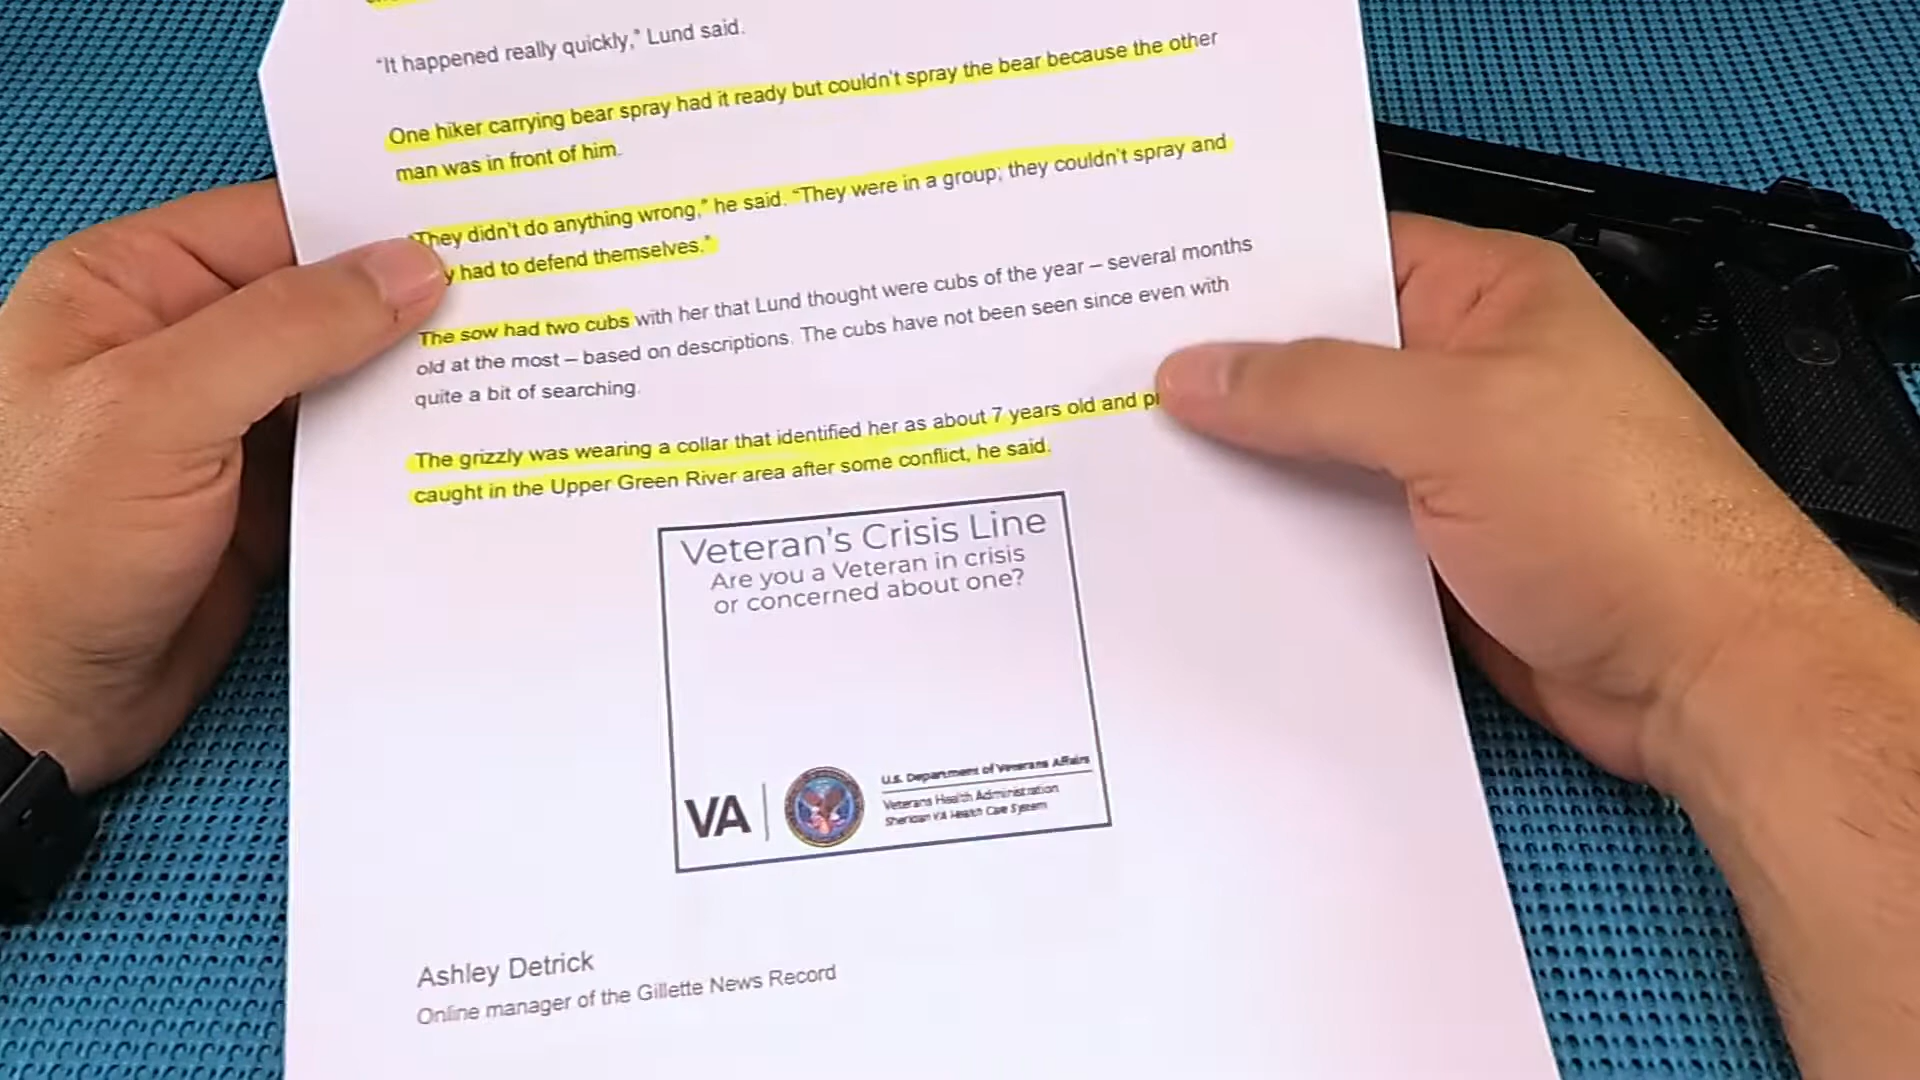 "It happened really quickly," Lund said.
One hiker carrying bear spray had it ready but couldn't spray the bear because the other
man was in front of him.
"They didn't do anything wrong," he said. "They were in a group; they couldn't spray and
y had to defend themselves."
The sow had two cubs with her that Lund thought were cubs of the year – several months
old at the most – based on descriptions. The cubs have not been seen since even with
quite a bit of searching.
The grizzly was wearing a collar that identified her as about 7 years old and
caught in the Upper Green River area after some conflict, he said.
Veteran's Crisis Line
Are you a Veteran in crisis
or concerned about one?
VA
U.S. Department of Veterans Affairs
Veterans Health Administration
Sheridan VA Health Care System
Ashley Detrick
Online manager of the Gillette News Record